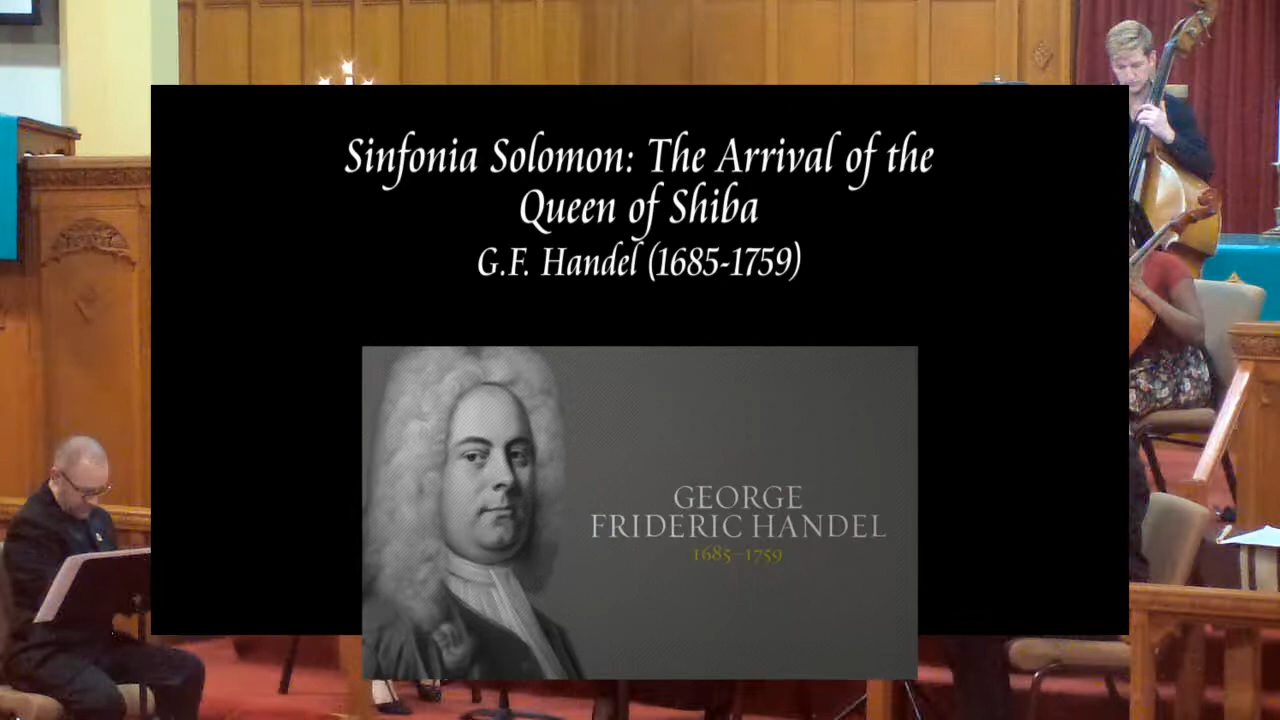 Sinfonia Solomon: The Arrival of the
Queen of Shiba
G.F. Handel (1685-1759)
GEORGE
FRIDERIC HANDEL
1685–1759